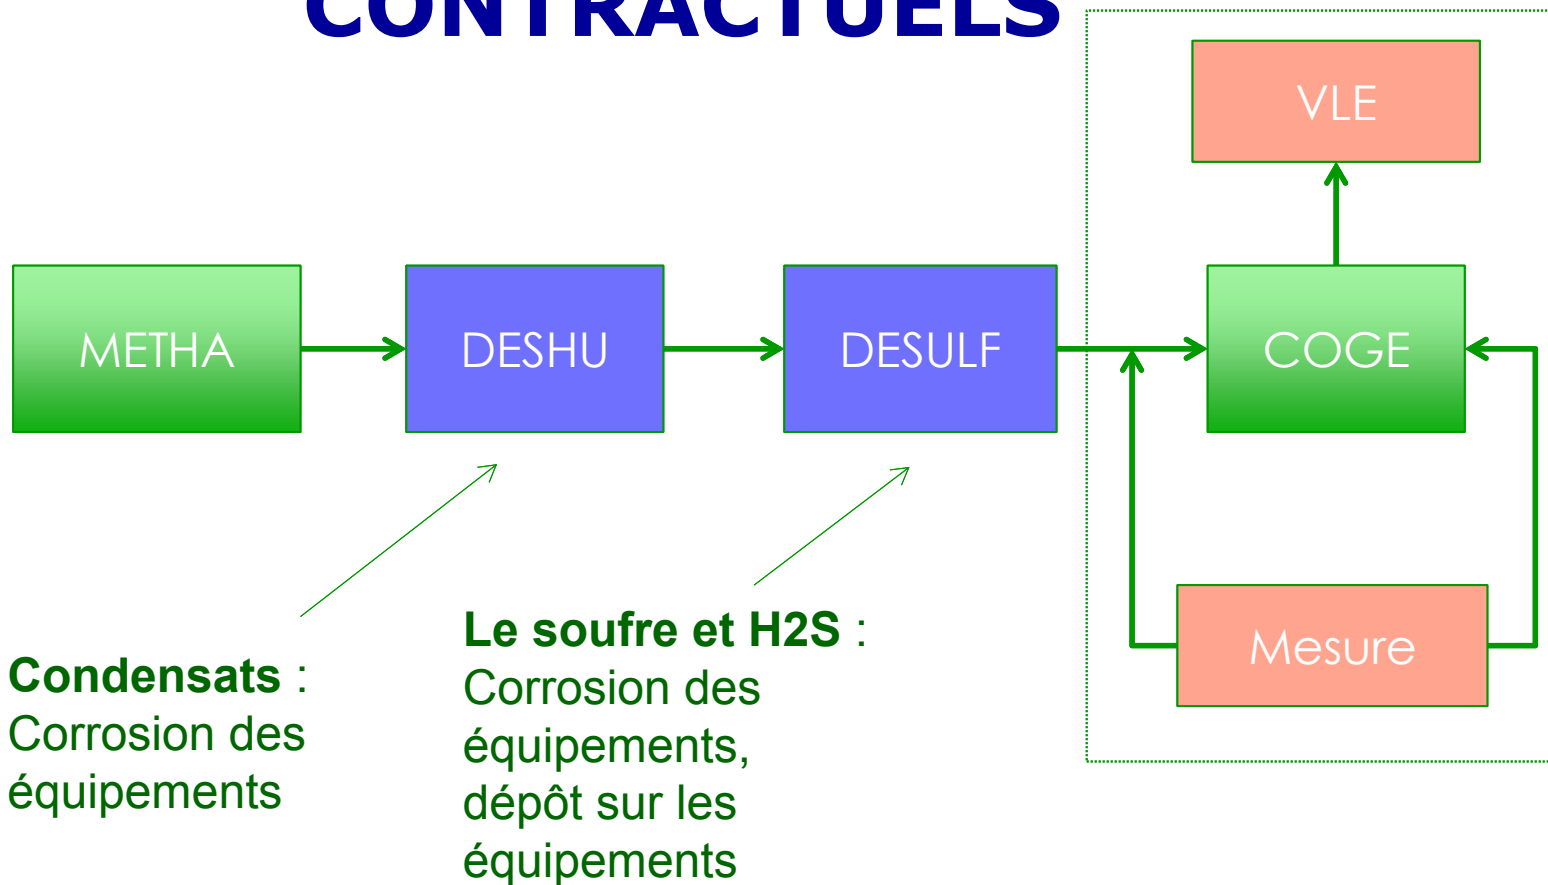 CONTRACTUELS
VLE
METHA
DESHU
DESULF
COGE
Mesure
Condensats :
Corrosion des
équipements
Le soufre et H2S :
Corrosion des
équipements,
dépôt sur les
équipements